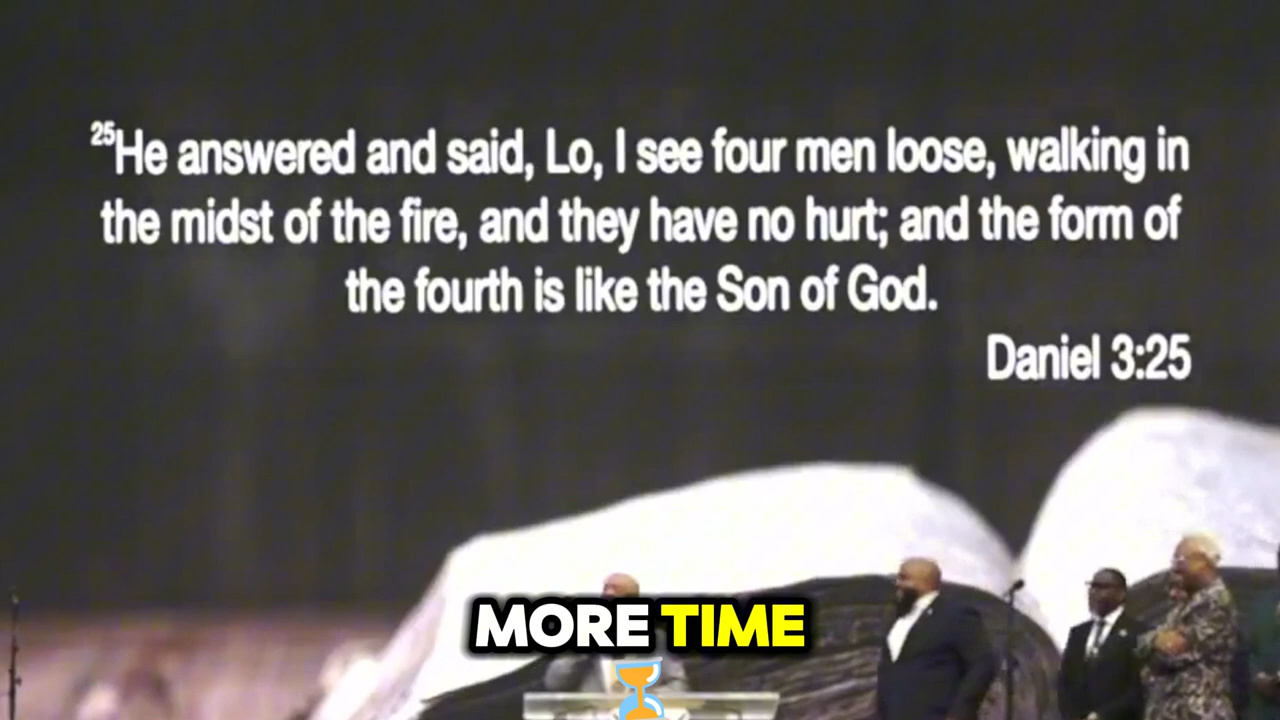 25He answered and said, Lo, I see four men loose, walking in
the midst of the fire, and they have no hurt; and the form of
the fourth is like the Son of God.
Daniel 3:25
MORE TIME